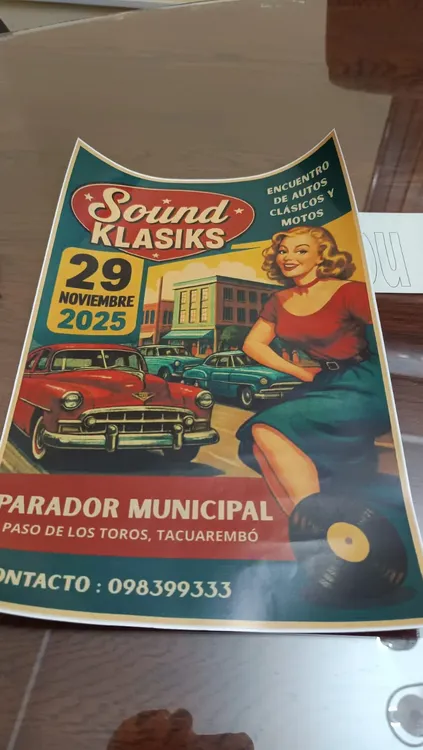 Sound
KLASIKS
ENCUENTRO
DE AUTOS
CLÁSICOS Y
MOTOS
29
NOVIEMBRE
2025
PARADOR MUNICIPAL
PASO DE LOS TOROS, TACUAREMBÓ
ONTACTO : 098399333